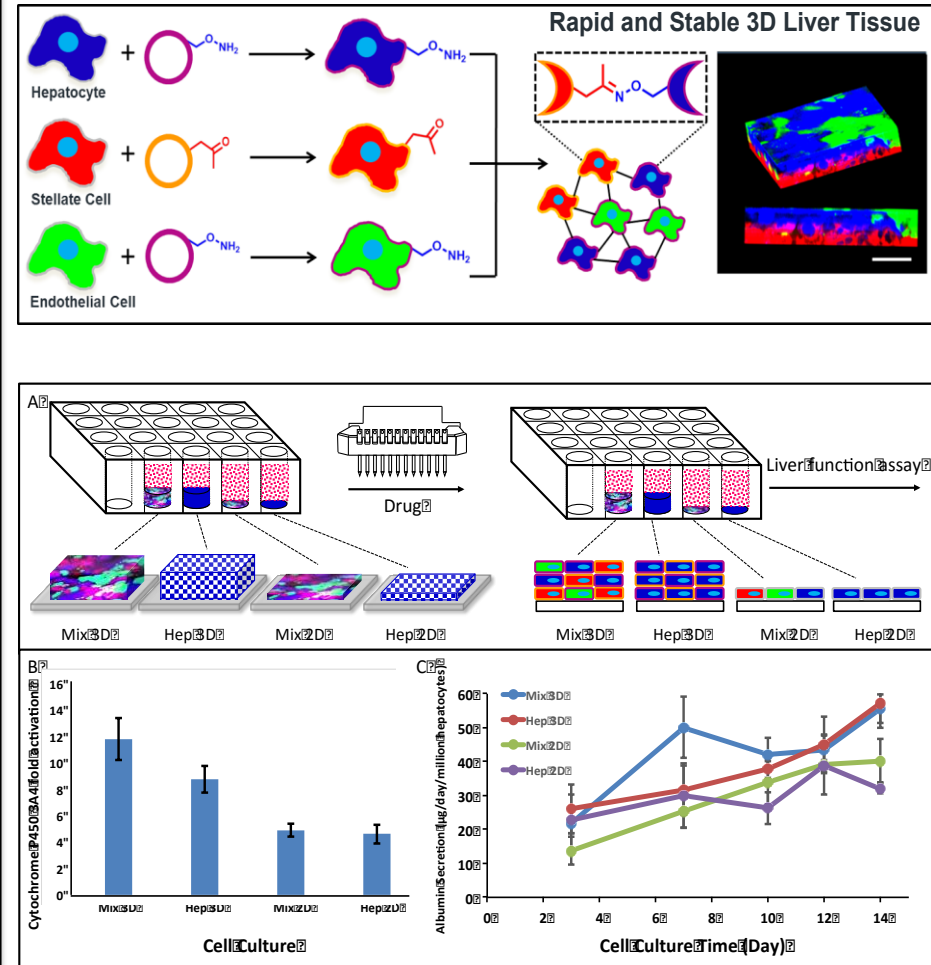 Rapid and Stable 3D Liver Tissue
Hepatocyte
+
O
NH₂
O
NH₂
N
O
Stellate Cell
+
O
O
Endothelial Cell
+
O
NH₂
O
NH₂
A⍰
Drug⍰
Liver⍰function⍰assay⍰
Mix⍰3D⍰
Hep⍰3D⍰
Mix⍰2D⍰
Hep⍰2D⍰
Mix⍰3D⍰
Hep⍰3D⍰
Mix⍰2D⍰
Hep⍰2D⍰
B⍰
Cytochrome⍰P450⍰3A4⍰fold⍰activation⍰
16"
14"
12"
10"
8"
6"
4"
2"
0"
Mix⍰3D⍰
Hep⍰3D⍰
Mix⍰2D⍰
Hep⍰2D⍰
Cell⍰Culture⍰
C⍰
Albumin⍰Secretion⍰(µg/day/million⍰hepatocytes)⍰
60⍰
50⍰
40⍰
30⍰
20⍰
10⍰
0⍰
Mix⍰3D⍰
Hep⍰3D⍰
Mix⍰2D⍰
Hep⍰2D⍰
0⍰
2⍰
4⍰
6⍰
8⍰
10⍰
12⍰
14⍰
Cell⍰Culture⍰Time⍰(Day)⍰